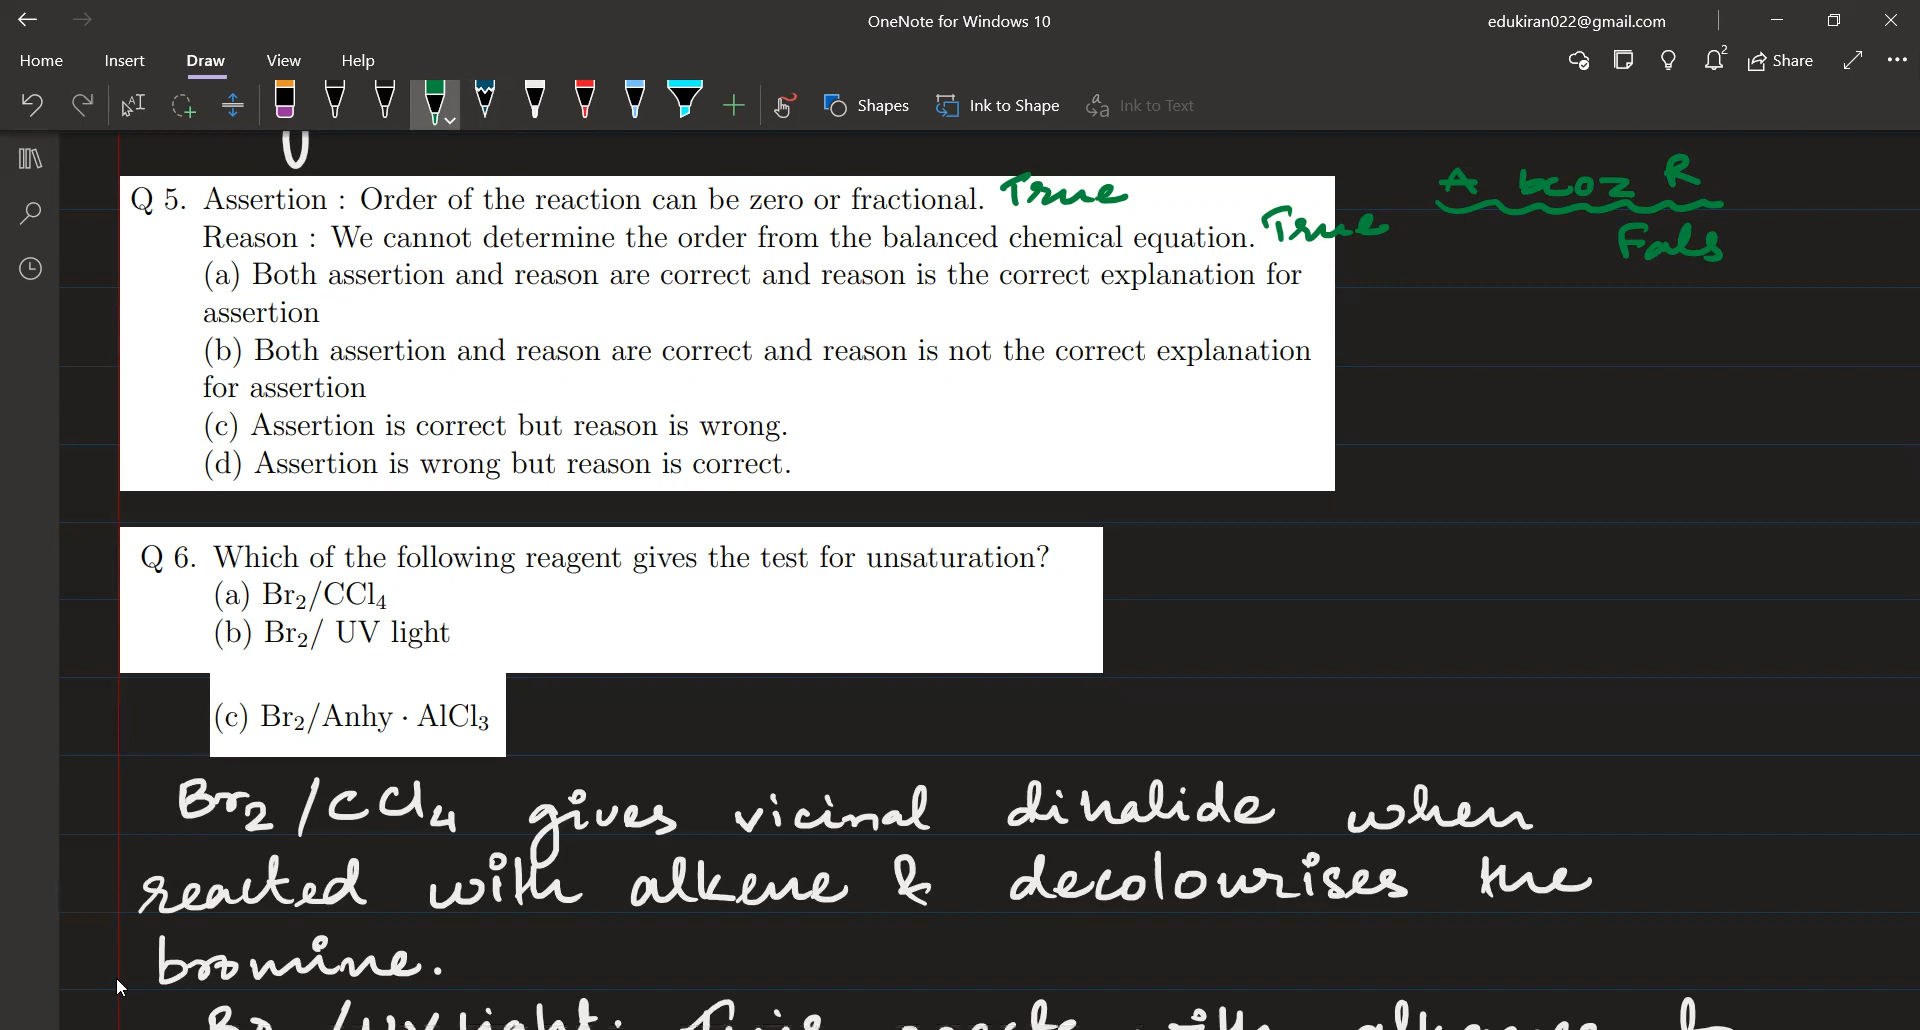 OneNote for Windows 10
edukiran022@gmail.com
Home Insert Draw View Help
2
Share
Shapes Ink to Shape Ink to Text
Q 5. Assertion : Order of the reaction can be zero or fractional. True
A bcoz R
Reason : We cannot determine the order from the balanced chemical equation. True
Fals
(a) Both assertion and reason are correct and reason is the correct explanation for
assertion
(b) Both assertion and reason are correct and reason is not the correct explanation
for assertion
(c) Assertion is correct but reason is wrong.
(d) Assertion is wrong but reason is correct.
Q 6. Which of the following reagent gives the test for unsaturation?
(a) Br₂/CCl₄
(b) Br₂/ UV light
(c) Br₂/Anhy · AlCl₃
Br₂ /CCl₄ gives vicinal dihalide when
reacted with alkene & decolourises the
bromine.